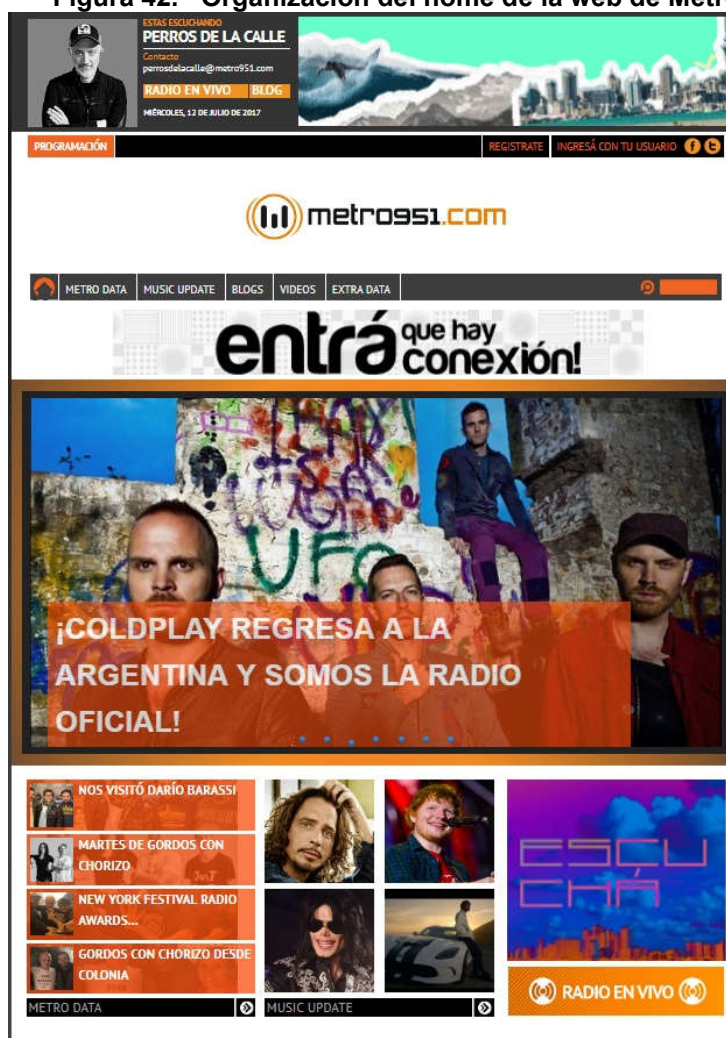 Figura 42. Organización del home de la web de Metro
ESTAS ESCUCHANDO
PERROS DE LA CALLE
Contacto
perrosdelacalle@metro951.com
RADIO EN VIVO BLOG
MIÉRCOLES, 12 DE JULIO DE 2017
PROGRAMACIÓN
REGISTRATE INGRESÁ CON TU USUARIO
metro951.com
METRO DATA MUSIC UPDATE BLOGS VIDEOS EXTRA DATA
entrá que hay
conexión!
UFO
¡COLDPLAY REGRESA A LA
ARGENTINA Y SOMOS LA RADIO
OFICIAL!
NOS VISITÓ DARÍO BARASSI
MARTES DE GORDOS CON
CHORIZO
NEW YORK FESTIVAL RADIO
AWARDS...
GORDOS CON CHORIZO DESDE
COLONIA
METRO DATA
MUSIC UPDATE
ESCU
CHÁ
RADIO EN VIVO